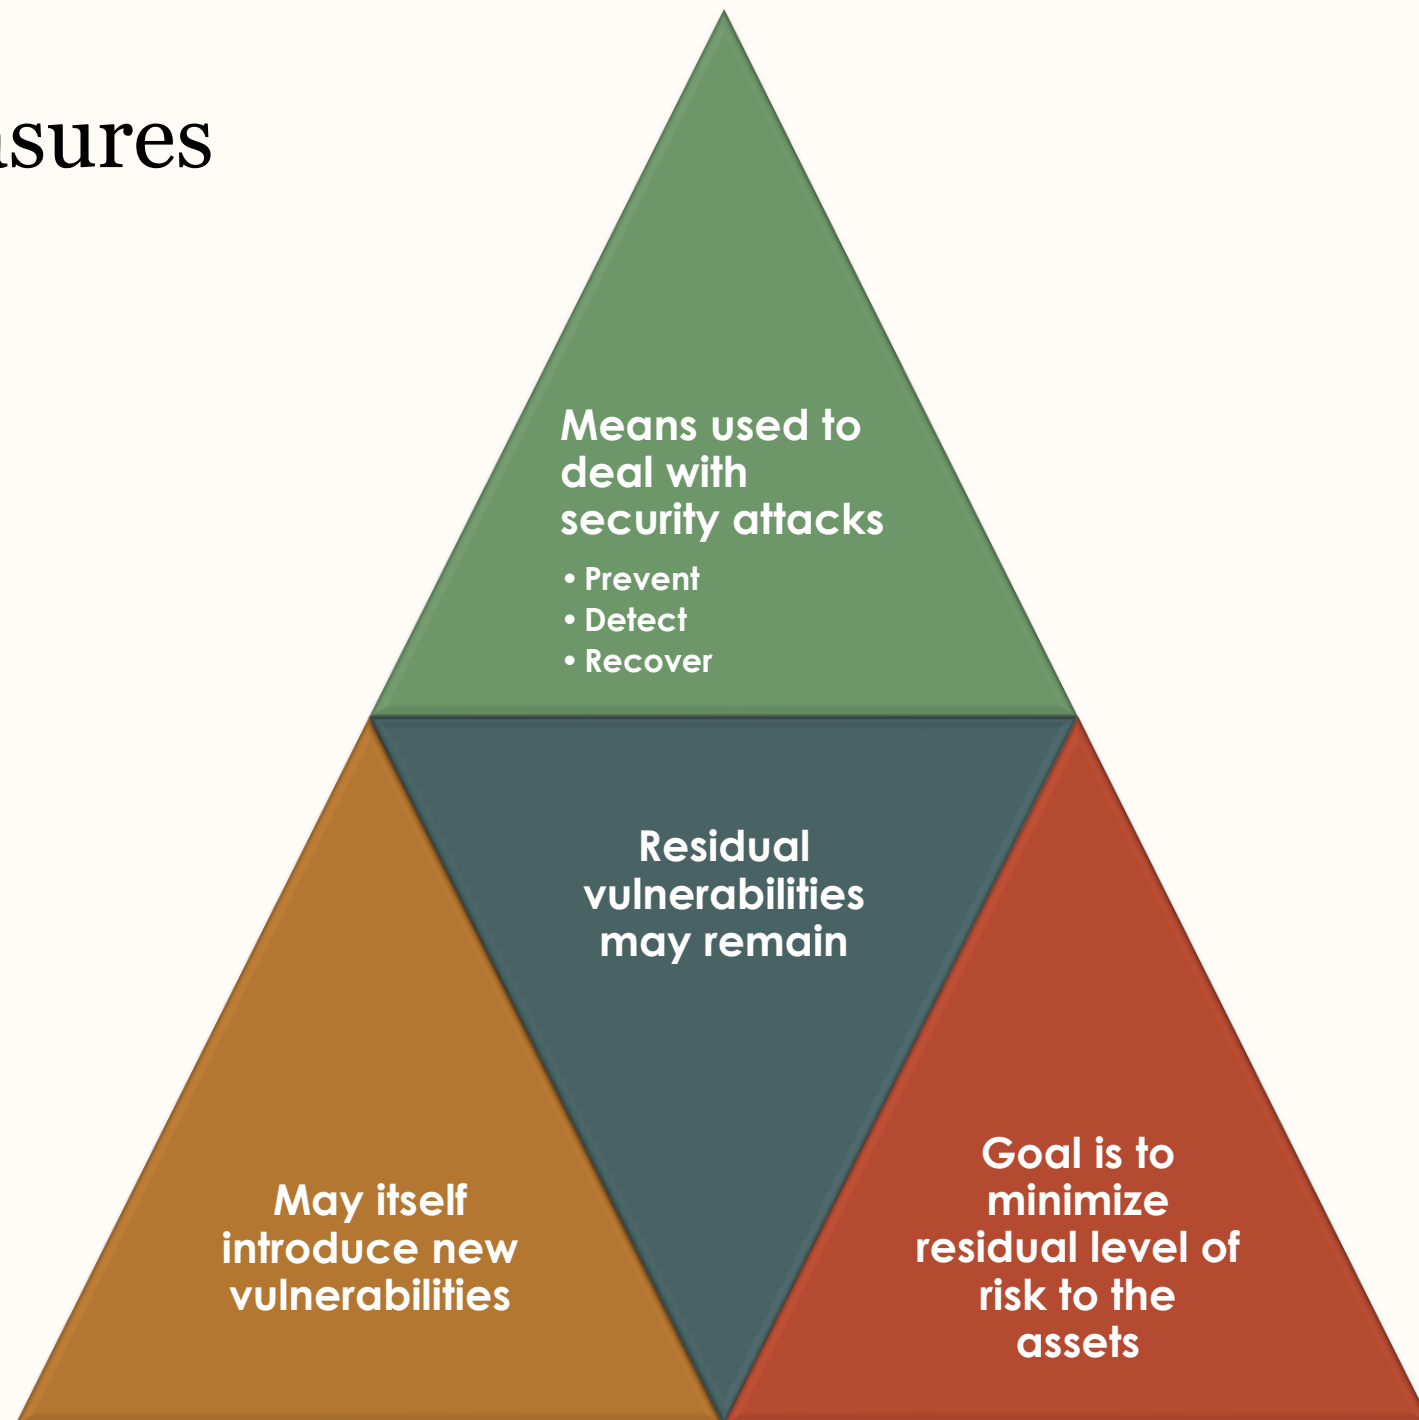 asures
Means used to
deal with
security attacks
• Prevent
• Detect
• Recover
Residual
vulnerabilities
may remain
May itself
introduce new
vulnerabilities
Goal is to
minimize
residual level of
risk to the
assets